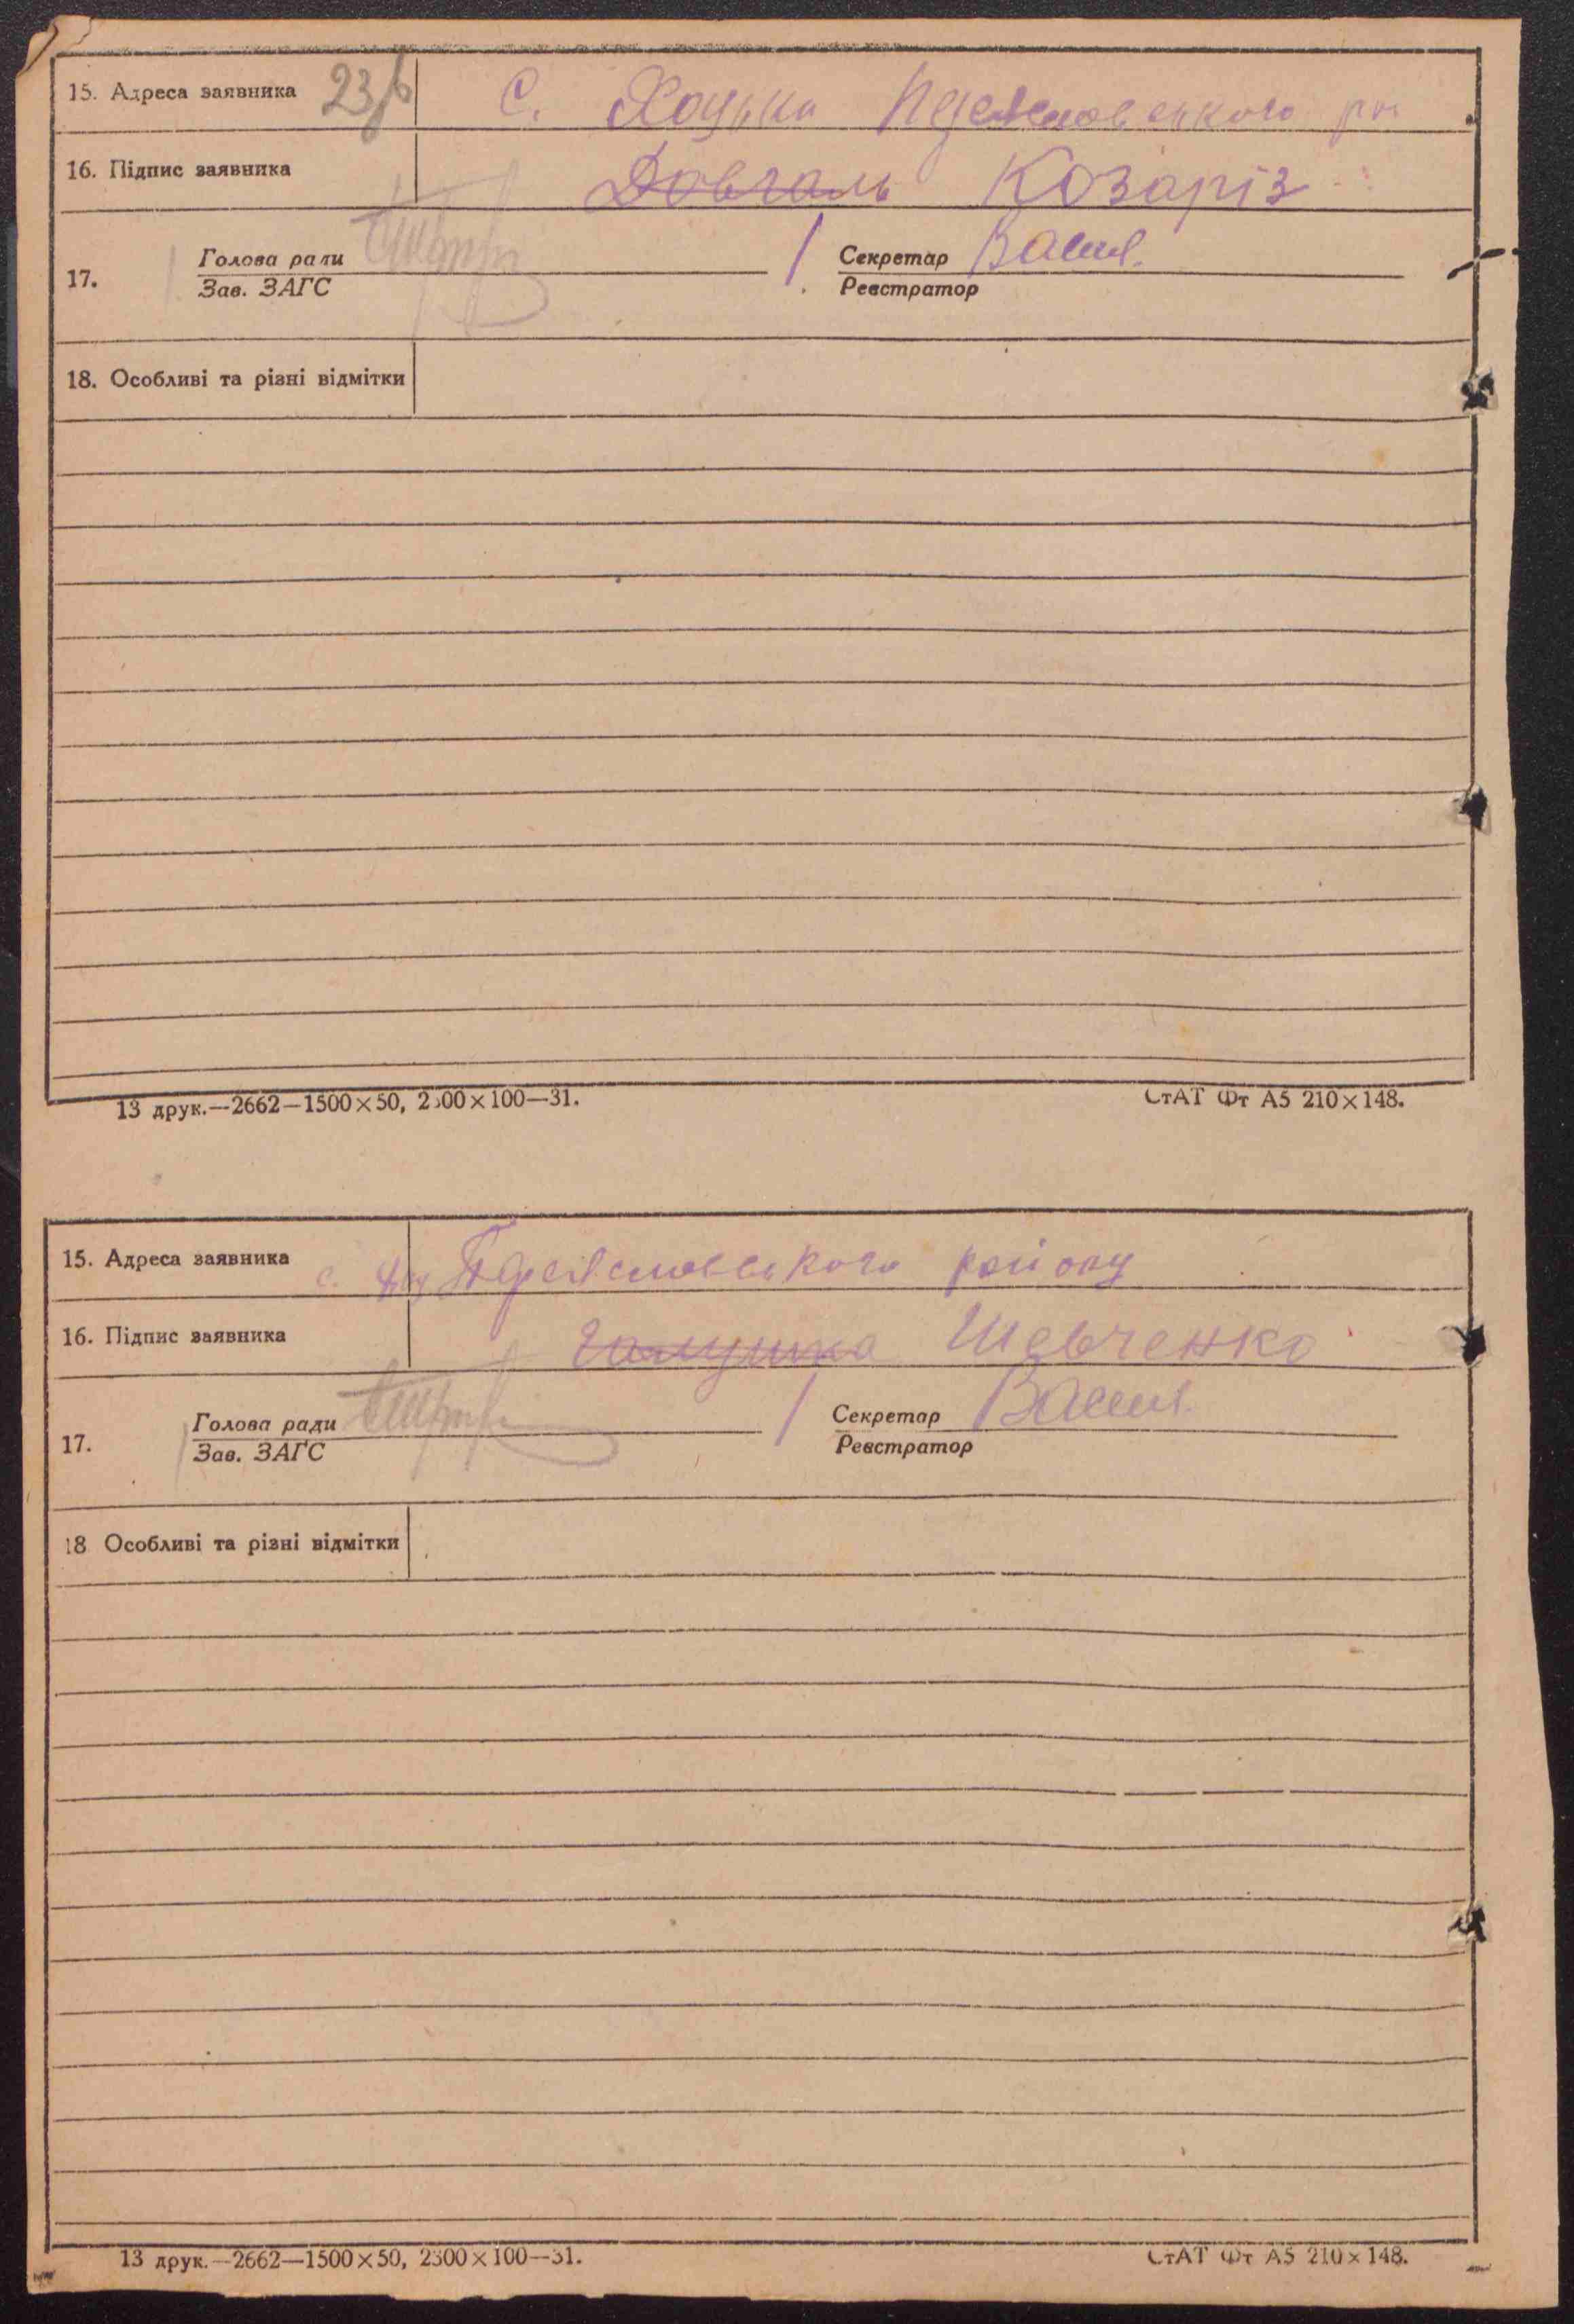 15. Адреса заявника 23 С. Хоцьки Переяславського рн
16. Підпис заявника Довгаль Козаріз
17. Голова ради Секретар
Зав. ЗАГС Реєстратор
18. Особливі та різні відмітки
13 друк.—2662—1500×50, 2500×100—31. СтАТ Фт А5 210×148.
15. Адреса заявника с. Переяславського району
16. Підпис заявника Галушка Шевченко
17. Голова ради Секретар
Зав. ЗАГС Реєстратор
18 Особливі та різні відмітки
13 друк.—2662—1500×50, 2500×100—31. СтАТ Фт А5 210×148.